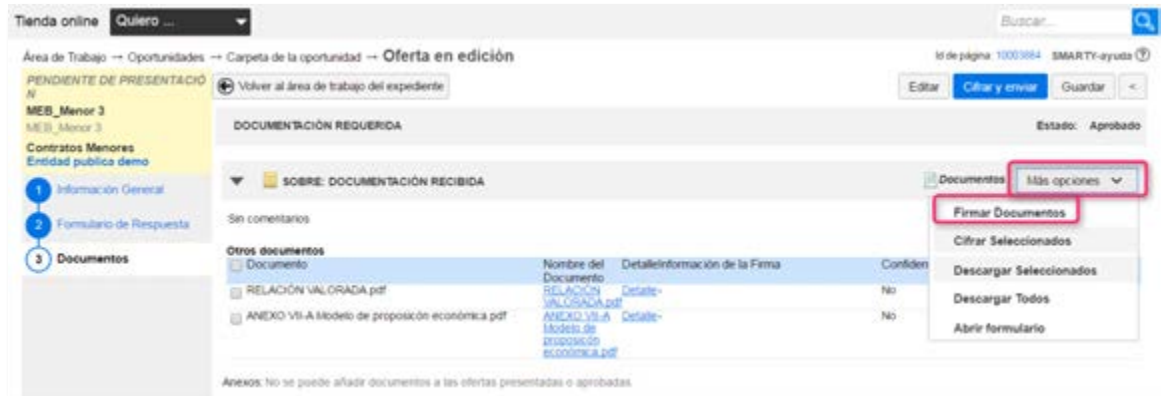 Tienda online Quiero ...
Buscar...
Área de Trabajo → Oportunidades → Carpeta de la oportunidad → Oferta en edición
Id de página: 10003884 SMARTY-ayuda ?
PENDIENTE DE PRESENTACIÓ
N
MEB_Menor 3
MEB_Menor 3
Contratos Menores
Entidad publica demo
1 Información General
2 Formulario de Respuesta
3 Documentos
Volver al área de trabajo del expediente
Editar Cifrar y enviar Guardar <
DOCUMENTACIÓN REQUERIDA
Estado: Aprobado
SOBRE: DOCUMENTACIÓN RECIBIDA
Documentos Más opciones
Firmar Documentos
Cifrar Seleccionados
Descargar Seleccionados
Descargar Todos
Abrir formulario
Sin comentarios
Otros documentos
Documento Nombre del Detalle Información de la Firma Confiden
Documento
RELACIÓN VALORADA.pdf RELACIÓN Detalle- No
VALORADA.pdf
ANEXO VII-A Modelo de proposicón económica.pdf ANEXO VII-A Detalle- No
Modelo de
proposicón
económica.pdf
Anexos: No se puede añadir documentos a las ofertas presentadas o aprobadas.